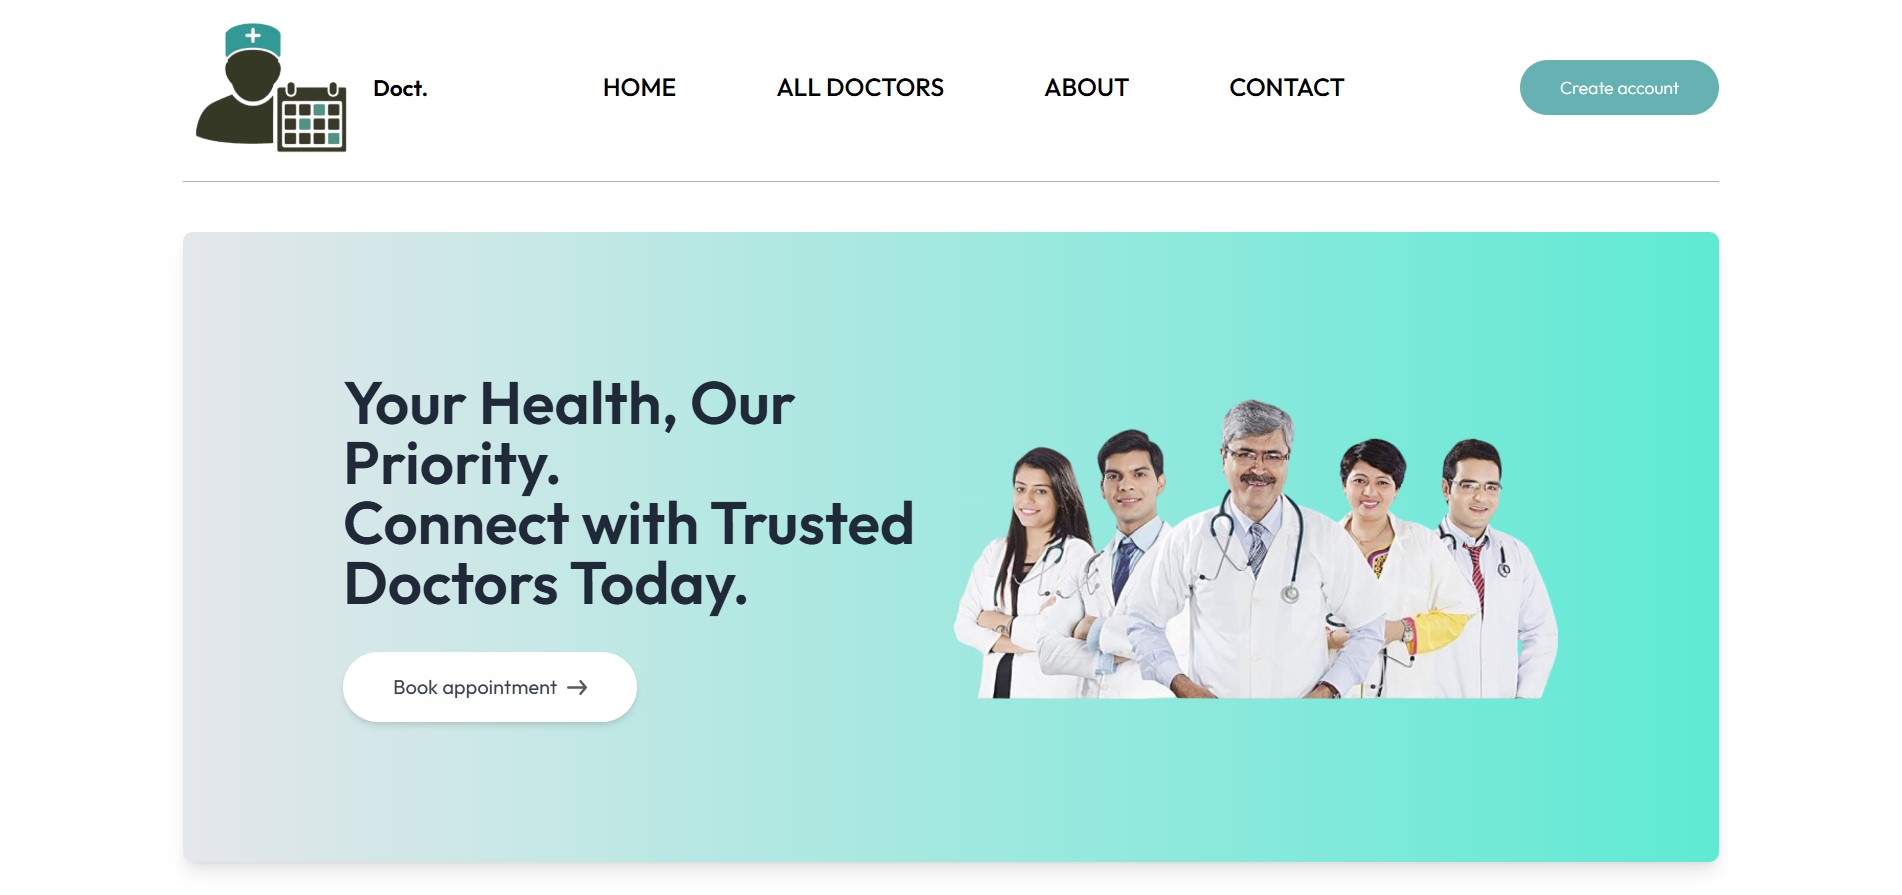 Doct.
HOME
ALL DOCTORS
ABOUT
CONTACT
Create account
Your Health, Our
Priority.
Connect with Trusted
Doctors Today.
Book appointment →